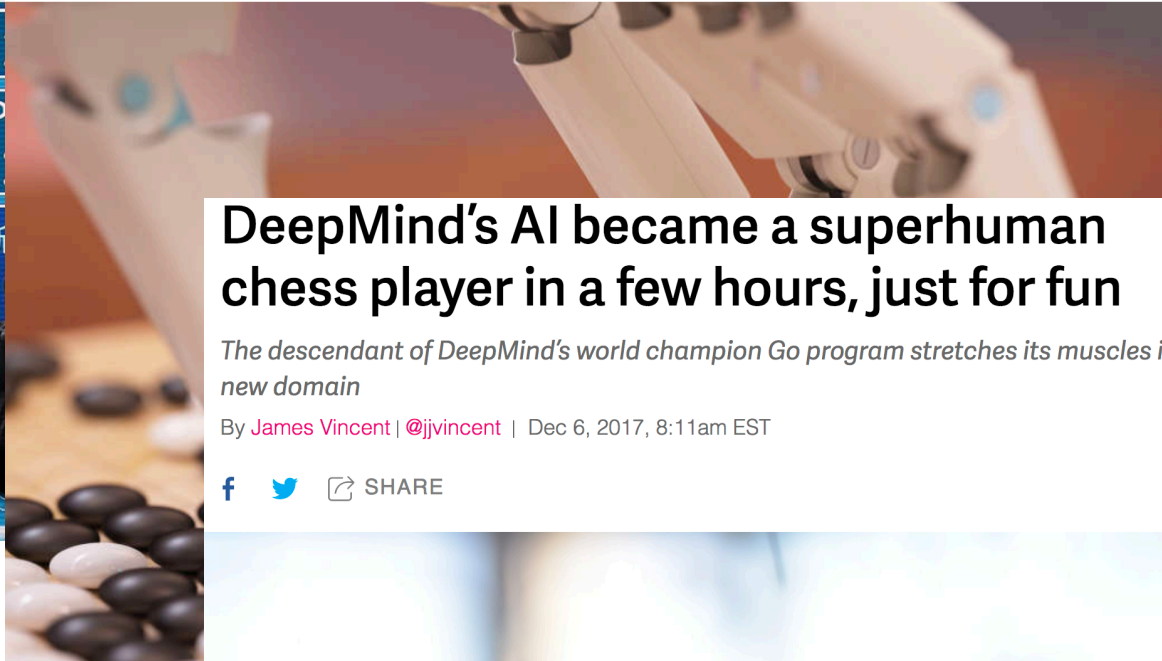 DeepMind's AI became a superhuman
chess player in a few hours, just for fun
The descendant of DeepMind's world champion Go program stretches its muscles
new domain
By James Vincent | @jjvincent | Dec 6, 2017, 8:11am EST
SHARE